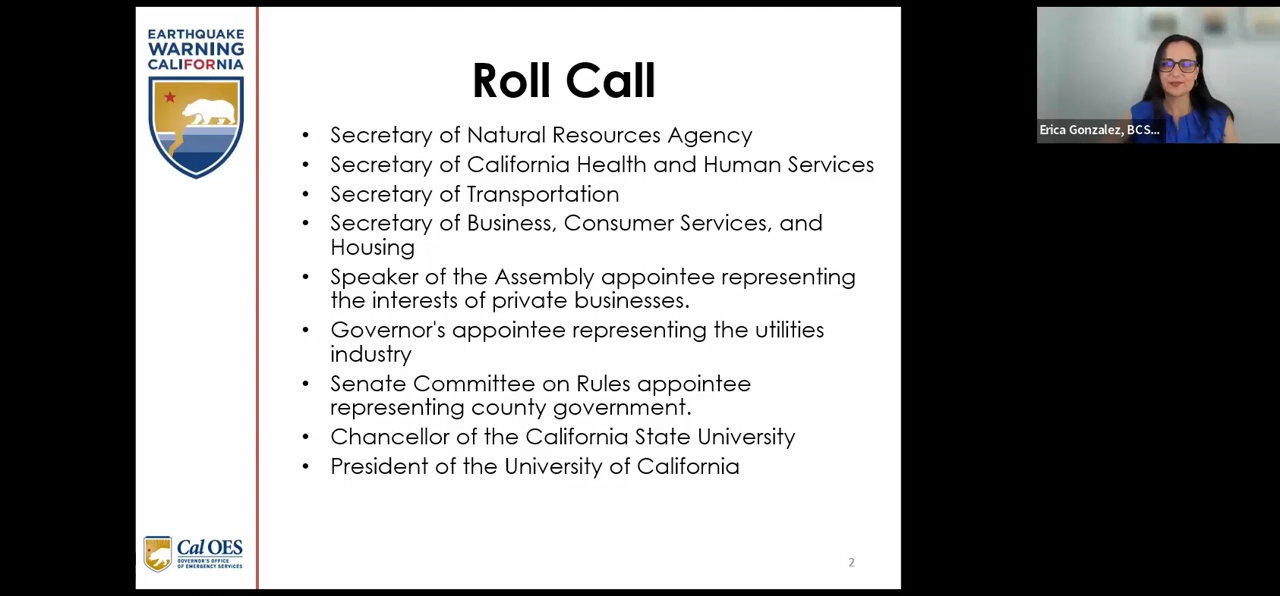 EARTHQUAKE
WARNING
CALIFORNIA
Roll Call
• Secretary of Natural Resources Agency
• Secretary of California Health and Human Services
• Secretary of Transportation
• Secretary of Business, Consumer Services, and
Housing
• Speaker of the Assembly appointee representing
the interests of private businesses.
• Governor's appointee representing the utilities
industry
• Senate Committee on Rules appointee
representing county government.
• Chancellor of the California State University
• President of the University of California
Cal OES
GOVERNOR'S OFFICE
OF EMERGENCY SERVICES
2
Erica Gonzalez, BCS...